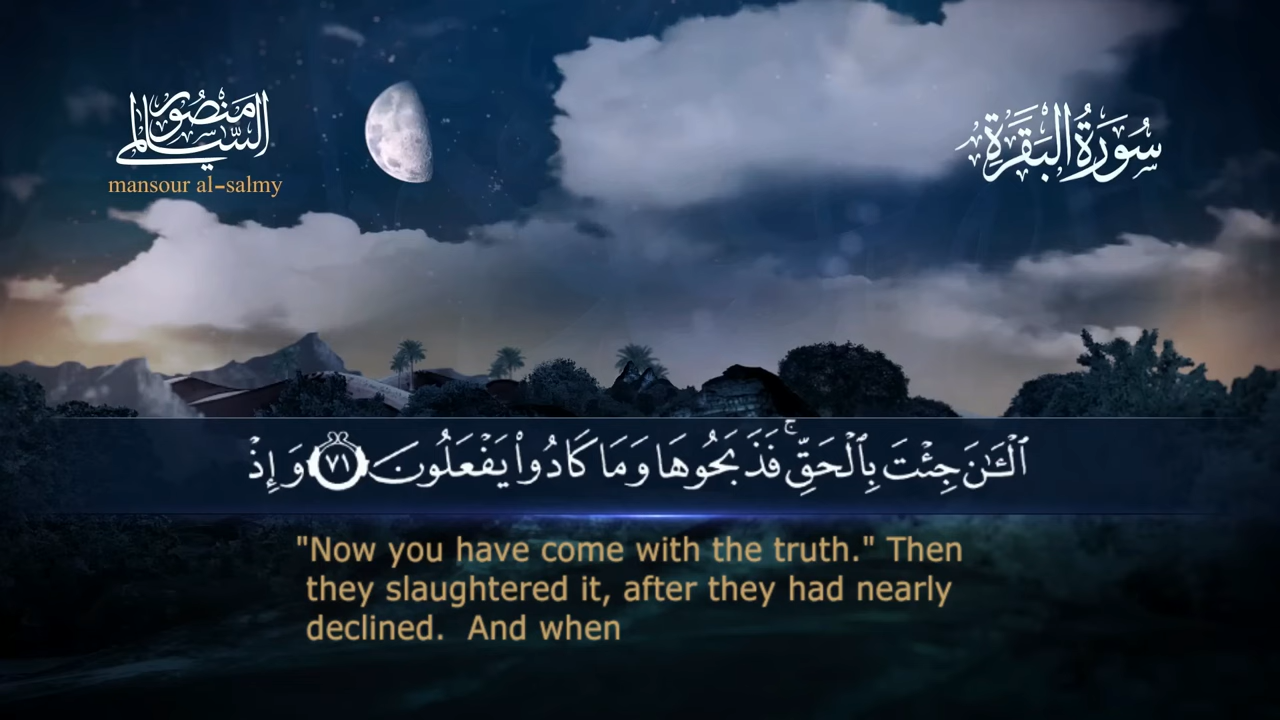 منصور
السالمي
mansour al-salmy
سُورَةُ البَقَرَةِ
ٱلْـَٰٔنَ جِئْتَ بِٱلْحَقِّ ۚ فَذَبَحُوهَا وَمَا كَادُوا۟ يَفْعَلُونَ ٧١ وَإِذْ
"Now you have come with the truth." Then
they slaughtered it, after they had nearly
declined. And when